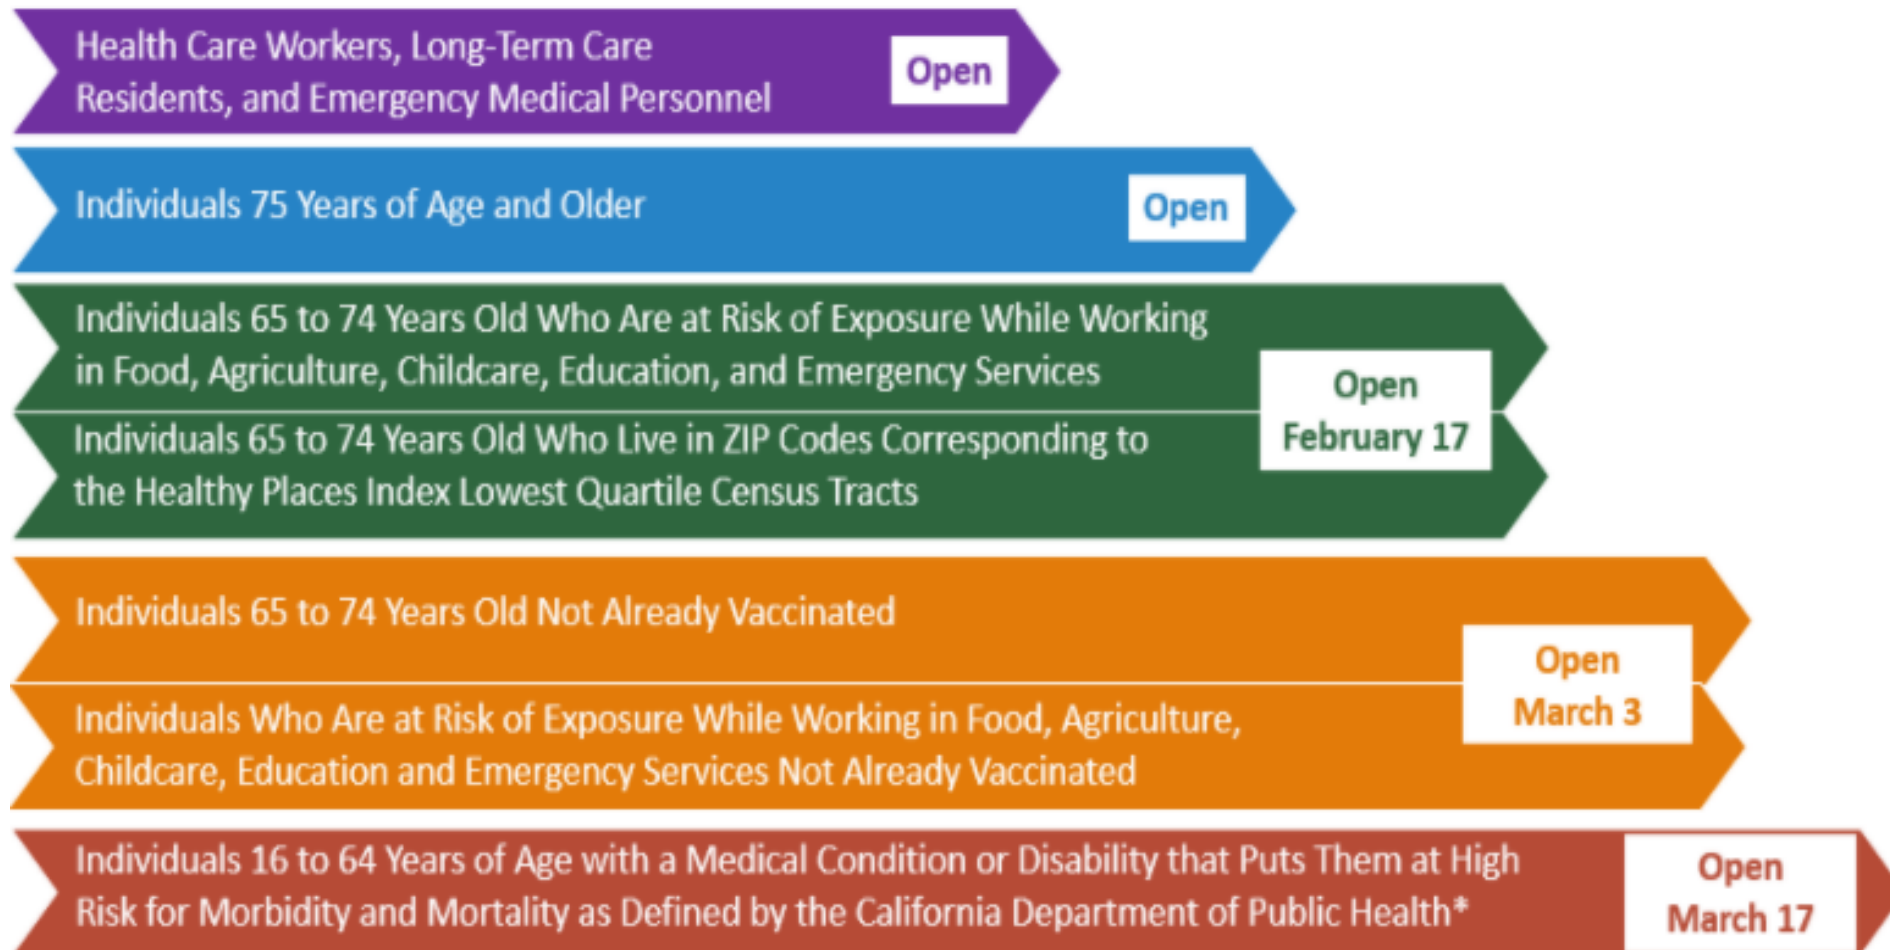 Health Care Workers, Long-Term Care
Residents, and Emergency Medical Personnel
Open
Individuals 75 Years of Age and Older
Open
Individuals 65 to 74 Years Old Who Are at Risk of Exposure While Working
in Food, Agriculture, Childcare, Education, and Emergency Services
Individuals 65 to 74 Years Old Who Live in ZIP Codes Corresponding to
the Healthy Places Index Lowest Quartile Census Tracts
Open
February 17
Individuals 65 to 74 Years Old Not Already Vaccinated
Individuals Who Are at Risk of Exposure While Working in Food, Agriculture,
Childcare, Education and Emergency Services Not Already Vaccinated
Open
March 3
Individuals 16 to 64 Years of Age with a Medical Condition or Disability that Puts Them at High
Risk for Morbidity and Mortality as Defined by the California Department of Public Health*
Open
March 17